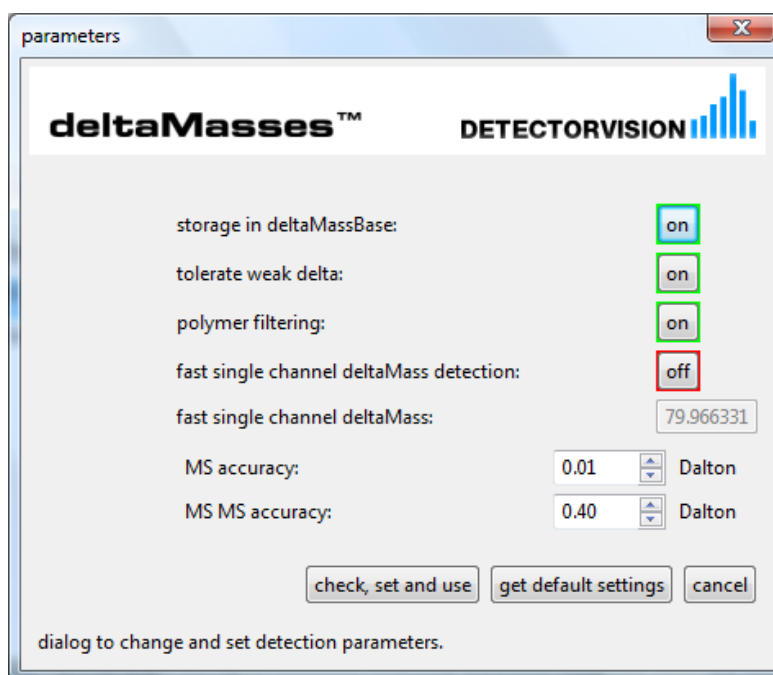 parameters
deltaMasses™ DETECTORVISION
storage in deltaMassBase: on
tolerate weak delta: on
polymer filtering: on
fast single channel deltaMass detection: off
fast single channel deltaMass: 79.966331
MS accuracy: 0.01 Dalton
MS MS accuracy: 0.40 Dalton
check, set and use get default settings cancel
dialog to change and set detection parameters.